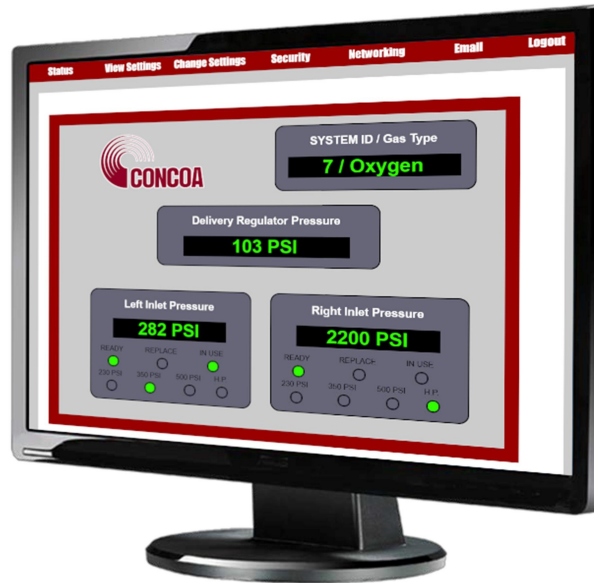 Status View Settings Change Settings Security Networking Email Logout
CONCOA
SYSTEM ID / Gas Type
7 / Oxygen
Delivery Regulator Pressure
103 PSI
Left Inlet Pressure
282 PSI
READY REPLACE IN USE
230 PSI 350 PSI 500 PSI H.P.
Right Inlet Pressure
2200 PSI
READY REPLACE IN USE
230 PSI 350 PSI 500 PSI H.P.